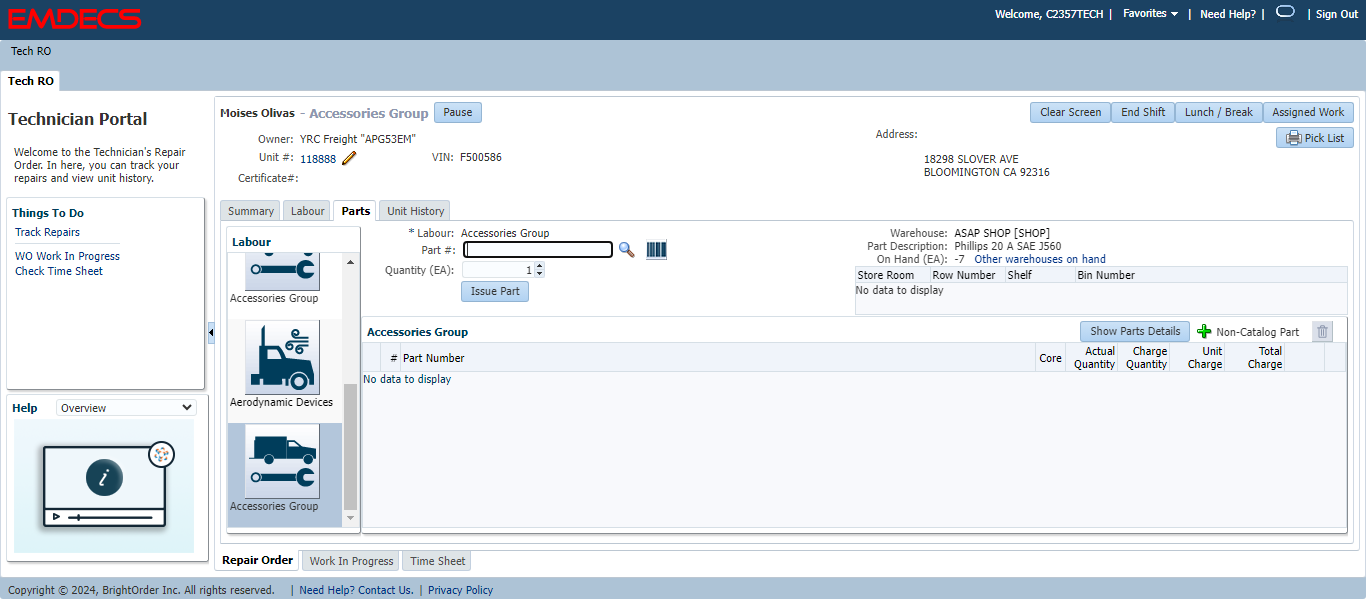 EMDECS
Welcome, C2357TECH | Favorites | Need Help? | | Sign Out
Tech RO
Tech RO
Technician Portal
Welcome to the Technician's Repair
Order. In here, you can track your
repairs and view unit history.
Things To Do
Track Repairs
WO Work In Progress
Check Time Sheet
Help Overview
i
Moises Olivas - Accessories Group Pause
Clear Screen End Shift Lunch / Break Assigned Work
Pick List
Owner: YRC Freight "APG53EM"
Unit #: 118888 VIN: F500586
Certificate#:
Address:
18298 SLOVER AVE
BLOOMINGTON CA 92316
Summary Labour Parts Unit History
Labour
Accessories Group
Aerodynamic Devices
Accessories Group
* Labour: Accessories Group
Part #:
Quantity (EA): 1
Issue Part
Warehouse: ASAP SHOP [SHOP]
Part Description: Phillips 20 A SAE J560
On Hand (EA): -7 Other warehouses on hand
Store Room Row Number Shelf Bin Number
No data to display
Accessories Group Show Parts Details Non-Catalog Part
# Part Number Core Actual Quantity Charge Quantity Unit Charge Total Charge
No data to display
Repair Order Work In Progress Time Sheet
Copyright © 2024, BrightOrder Inc. All rights reserved. | Need Help? Contact Us. | Privacy Policy